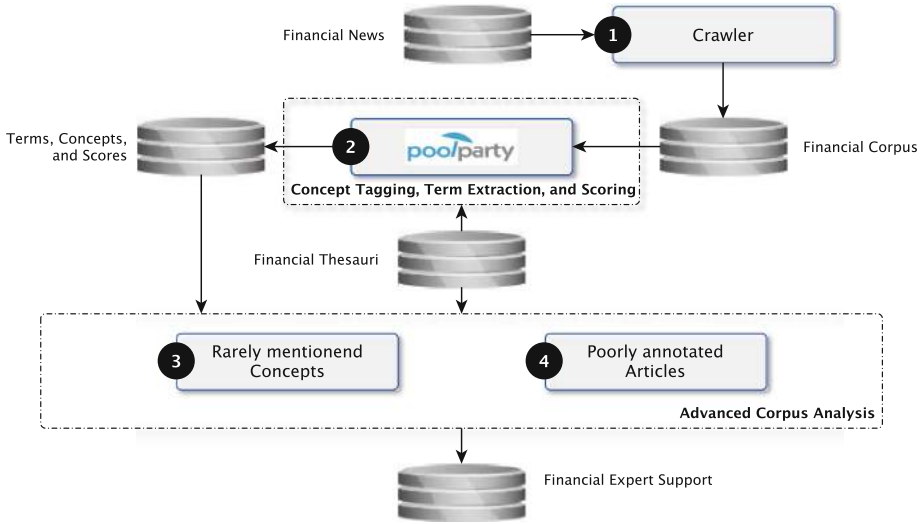 Financial News
1
Crawler
Terms, Concepts,
and Scores
2
poolparty
Financial Corpus
Concept Tagging, Term Extraction, and Scoring
Financial Thesauri
3
Rarely mentionend
Concepts
4
Poorly annotated
Articles
Advanced Corpus Analysis
Financial Expert Support